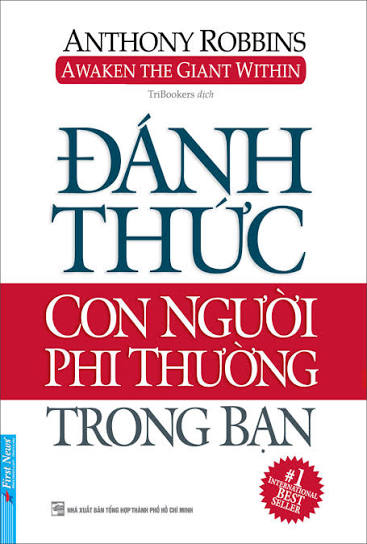 ANTHONY ROBBINS
AWAKEN THE GIANT WITHIN
TriBookers dịch
ĐÁNH
THỨC
CON NGƯỜI
PHI THƯỜNG
TRONG BẠN
#1
INTERNATIONAL
BEST
SELLER
First News
NHÀ XUẤT BẢN TỔNG HỢP THÀNH PHỐ HỒ CHÍ MINH